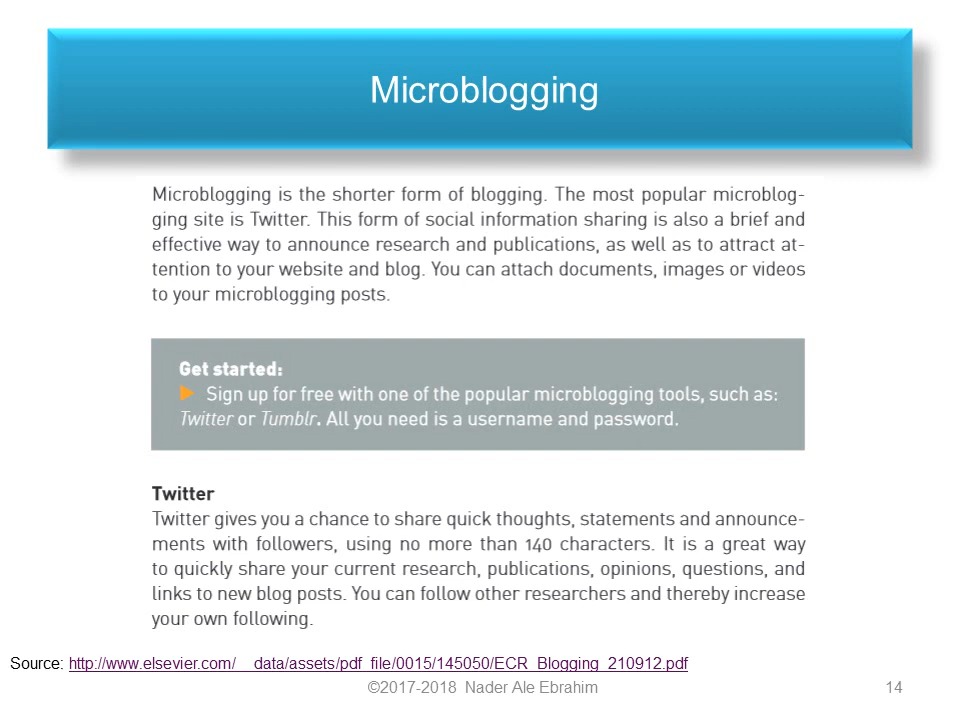 Microblogging
Microblogging is the shorter form of blogging. The most popular microblog-
ging site is Twitter. This form of social information sharing is also a brief and
effective way to announce research and publications, as well as to attract at-
tention to your website and blog. You can attach documents, images or videos
to your microblogging posts.
Get started:
Sign up for free with one of the popular microblogging tools, such as:
Twitter or Tumblr. All you need is a username and password.
Twitter
Twitter gives you a chance to share quick thoughts, statements and announce-
ments with followers, using no more than 140 characters. It is a great way
to quickly share your current research, publications, opinions, questions, and
links to new blog posts. You can follow other researchers and thereby increase
your own following.
Source: http://www.elsevier.com/__data/assets/pdf_file/0015/145050/ECR_Blogging_210912.pdf
©2017-2018 Nader Ale Ebrahim
14